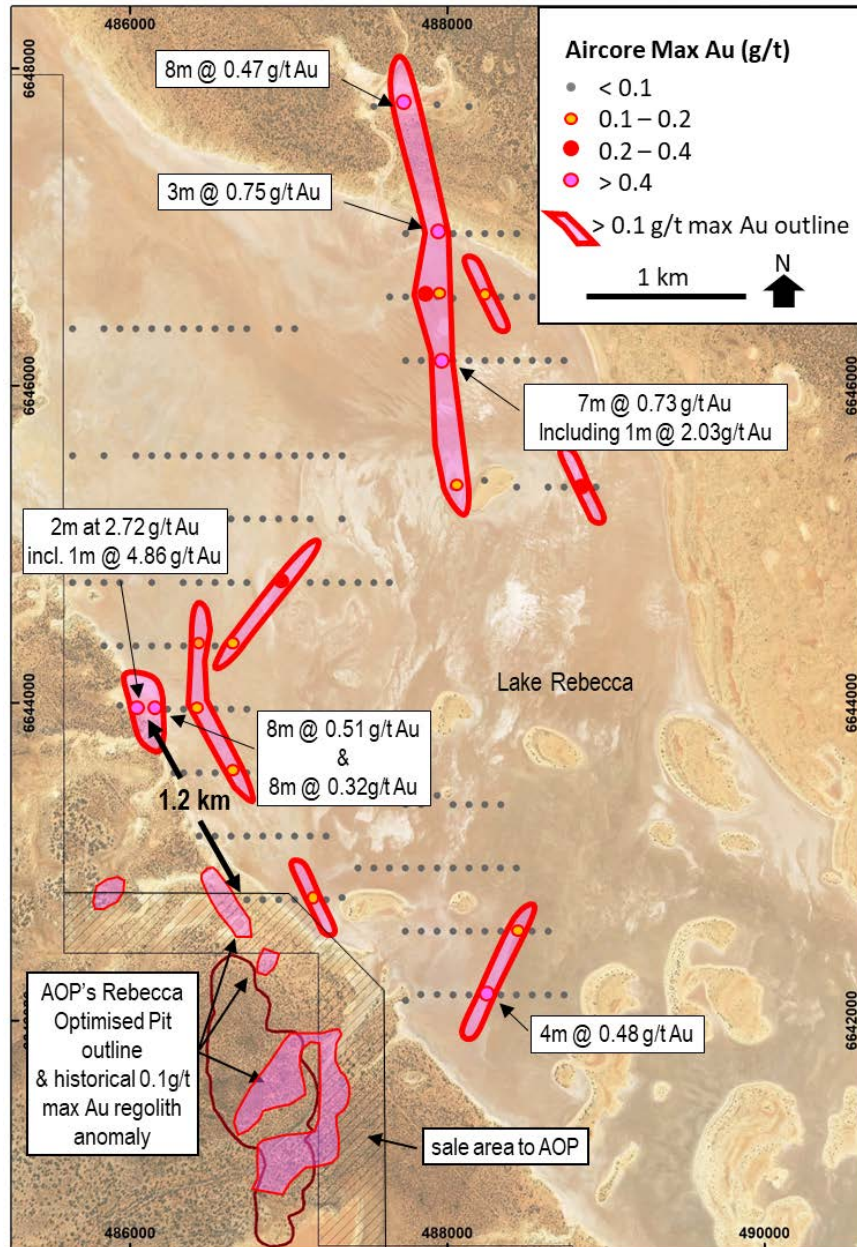 486000
488000
6648000
6648000
8m @ 0.47 g/t Au
Aircore Max Au (g/t)
< 0.1
0.1 – 0.2
0.2 – 0.4
> 0.4
> 0.1 g/t max Au outline
1 km
N
3m @ 0.75 g/t Au
6646000
6646000
7m @ 0.73 g/t Au
Including 1m @ 2.03g/t Au
2m at 2.72 g/t Au
incl. 1m @ 4.86 g/t Au
6644000
6644000
Lake Rebecca
8m @ 0.51 g/t Au
&
8m @ 0.32g/t Au
1.2 km
AOP's Rebecca
Optimised Pit
outline
& historical 0.1g/t
max Au regolith
anomaly
6642000
4m @ 0.48 g/t Au
sale area to AOP
486000
488000
490000